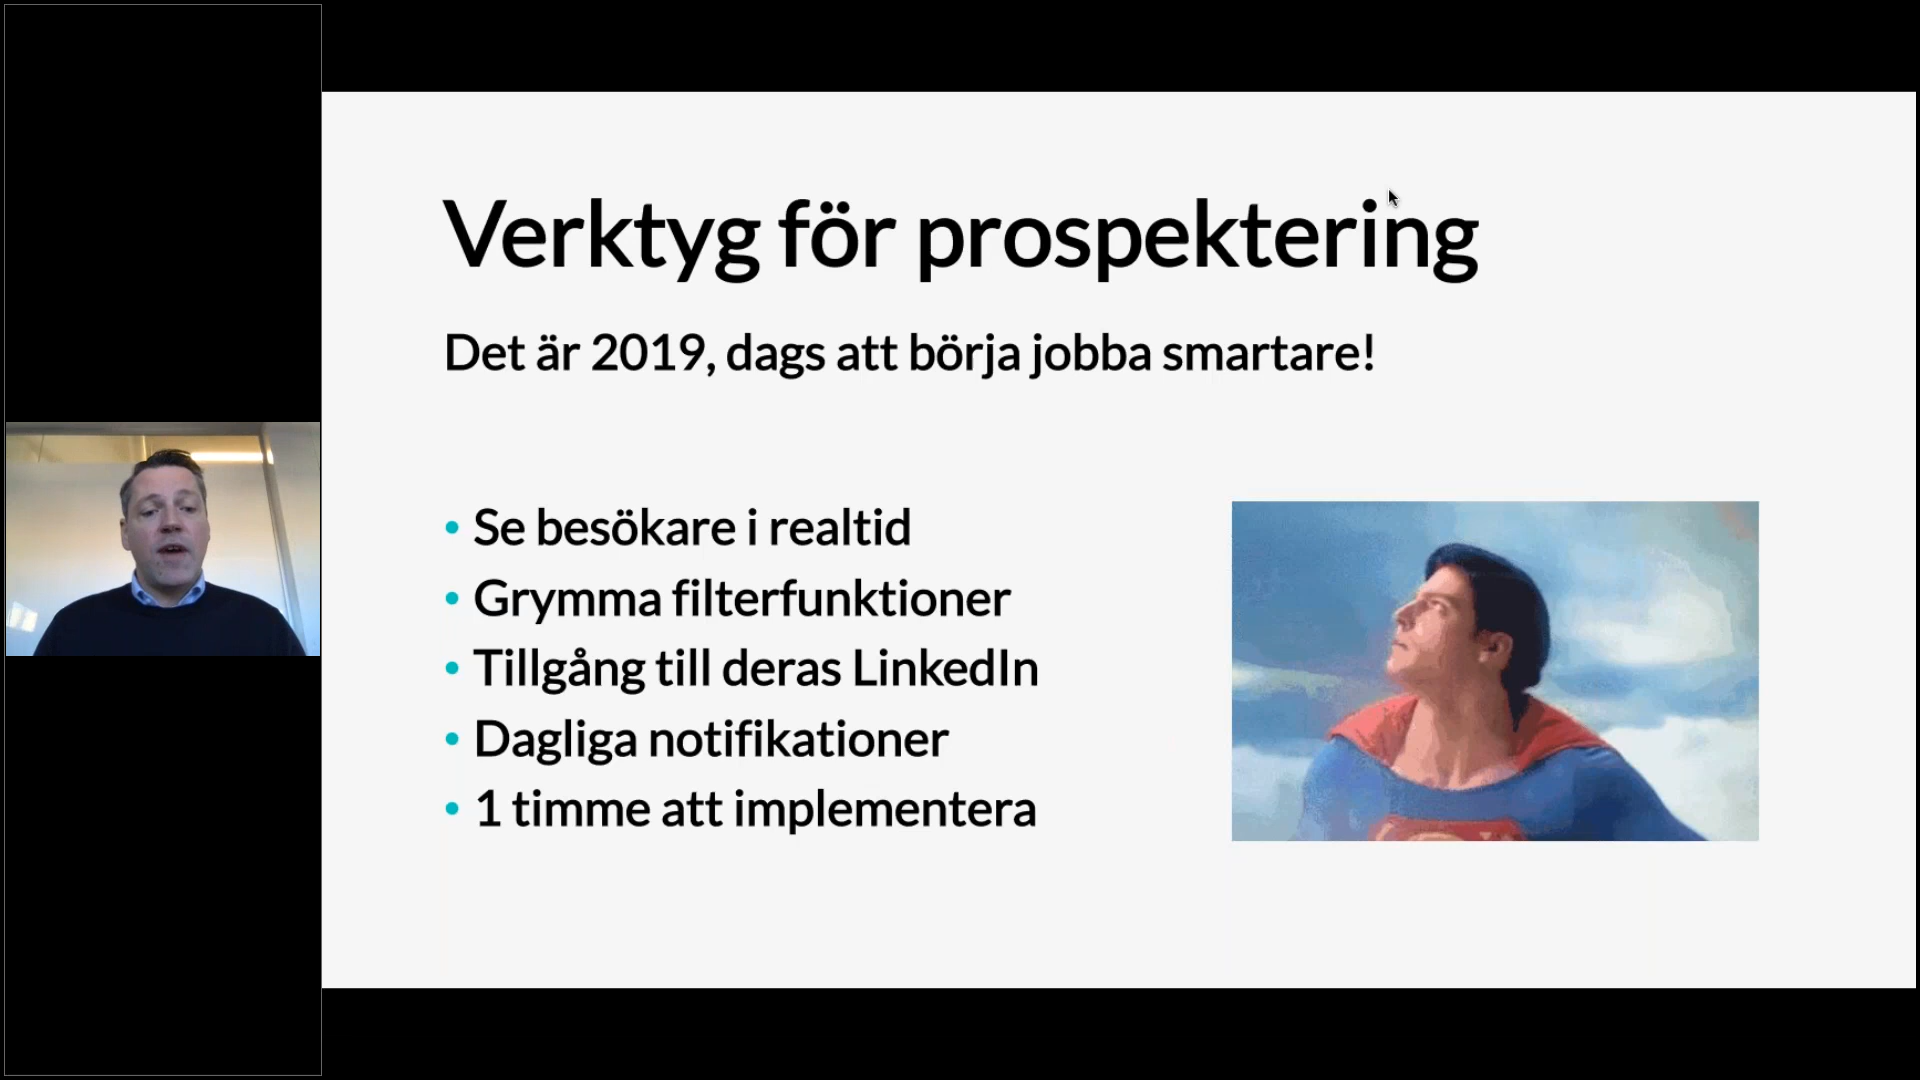 Verktyg för prospektering
Det är 2019, dags att börja jobba smartare!
• Se besökare i realtid
• Grymma filterfunktioner
• Tillgång till deras LinkedIn
• Dagliga notifikationer
• 1 timme att implementera